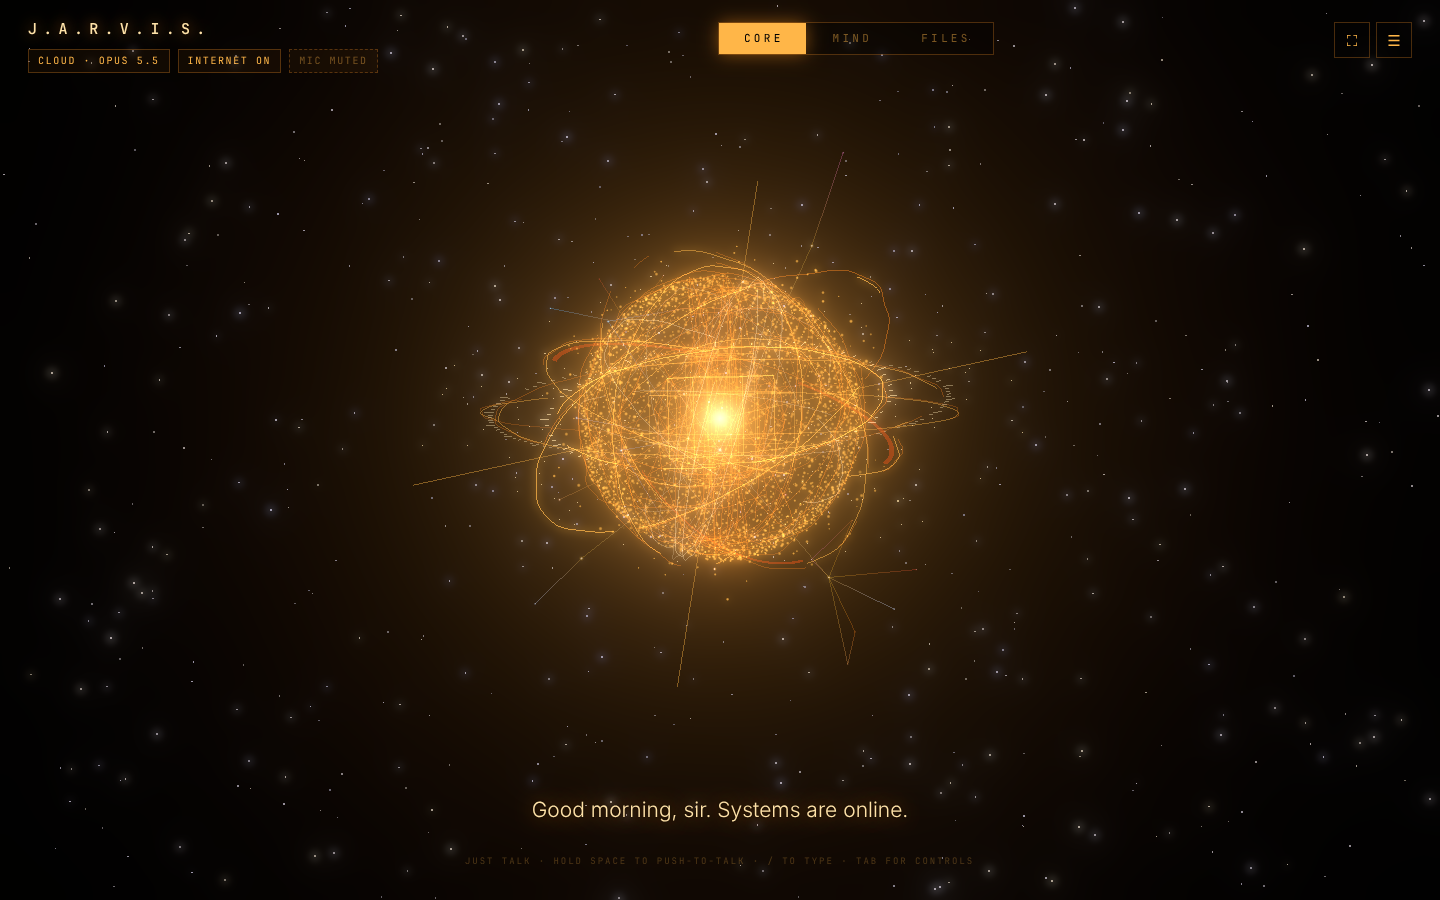 J.A.R.V.I.S.
CORE MIND FILES
CLOUD · OPUS 5.5 INTERNET ON MIC MUTED
Good morning, sir. Systems are online.
JUST TALK · HOLD SPACE TO PUSH-TO-TALK · / TO TYPE · TAB FOR CONTROLS